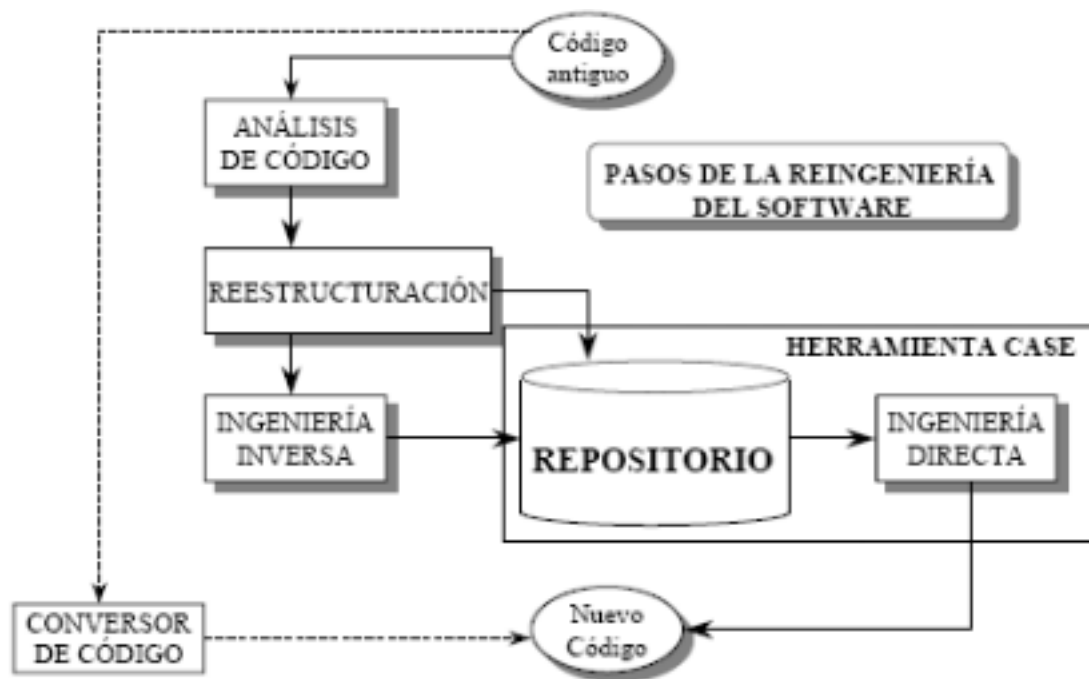 Código
antiguo
ANÁLISIS
DE CÓDIGO
PASOS DE LA REINGENIERÍA
DEL SOFTWARE
REESTRUCTURACIÓN
HERRAMIENTA CASE
INGENIERÍA
INVERSA
REPOSITORIO
INGENIERÍA
DIRECTA
CONVERSOR
DE CÓDIGO
Nuevo
Código